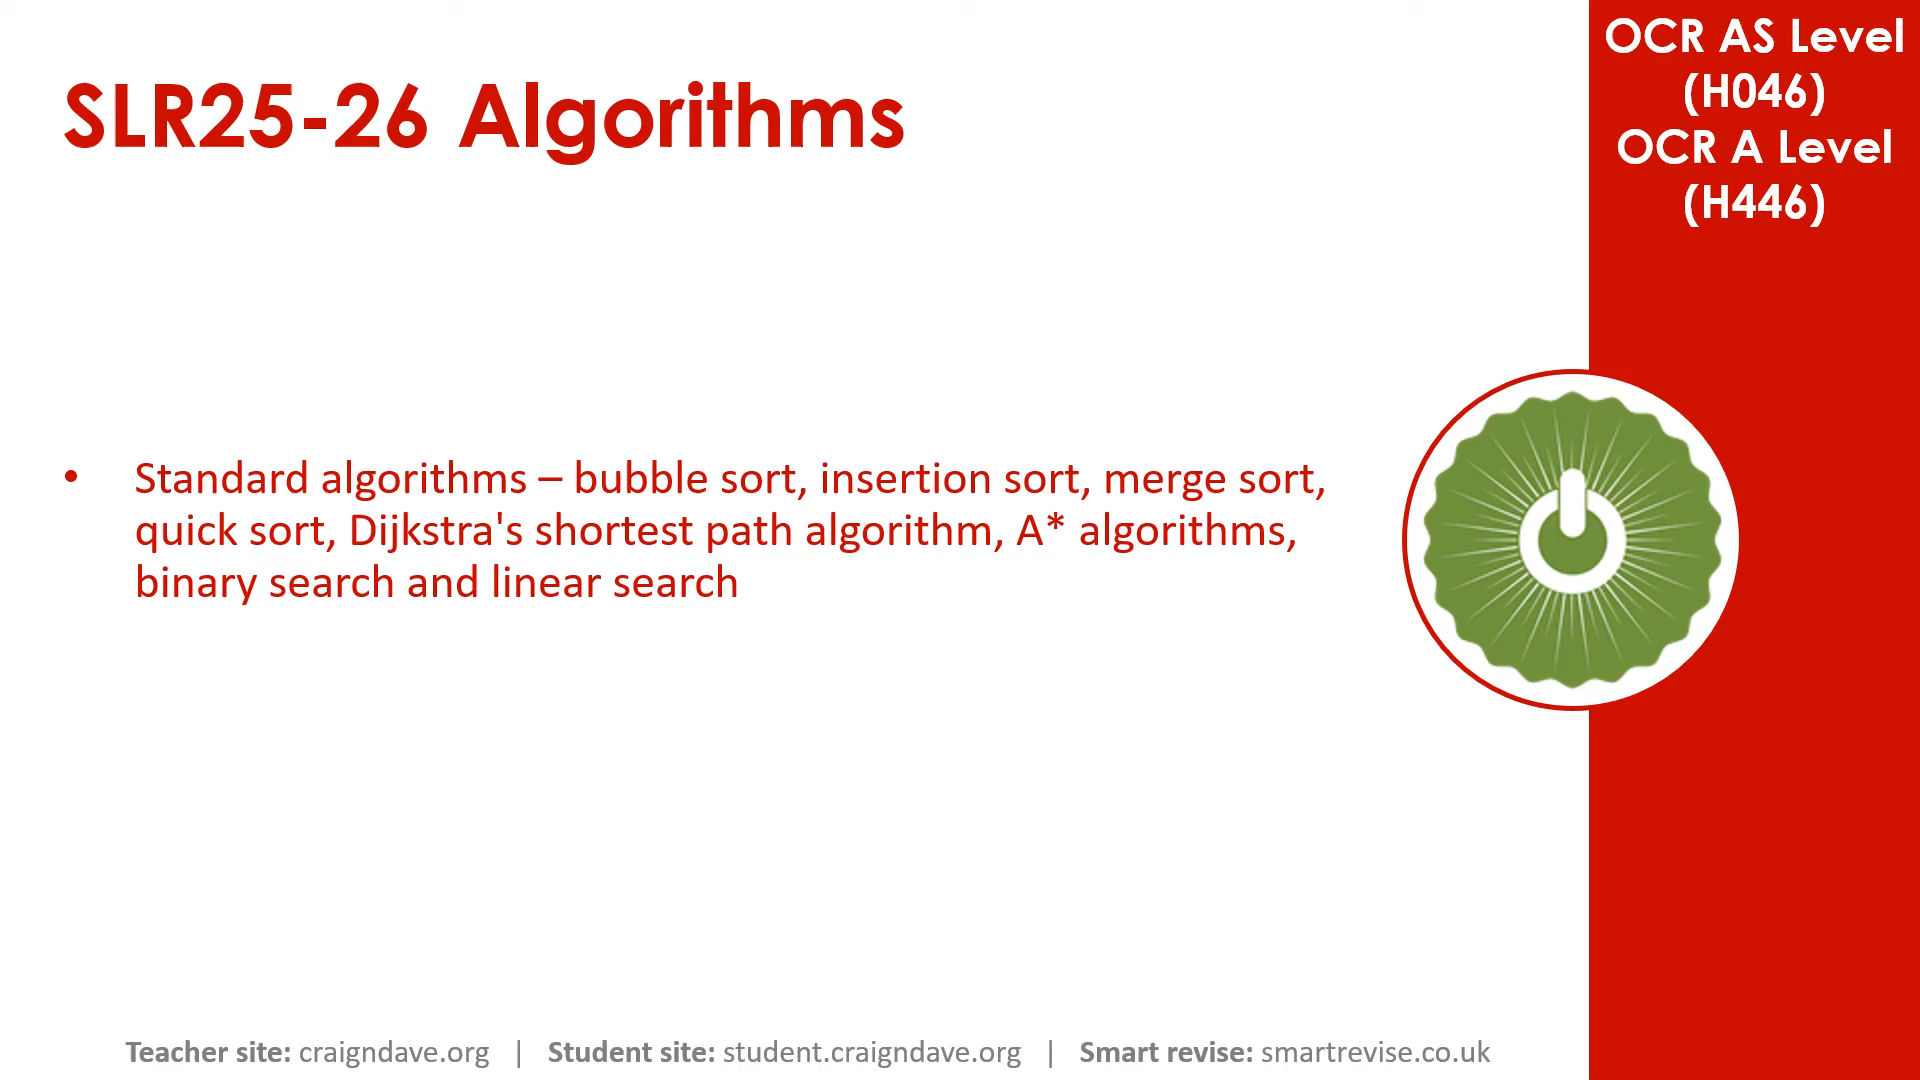 SLR25-26 Algorithms
OCR AS Level
(H046)
OCR A Level
(H446)
• Standard algorithms – bubble sort, insertion sort, merge sort,
quick sort, Dijkstra's shortest path algorithm, A* algorithms,
binary search and linear search
Teacher site: craigndave.org | Student site: student.craigndave.org | Smart revise: smartrevise.co.uk